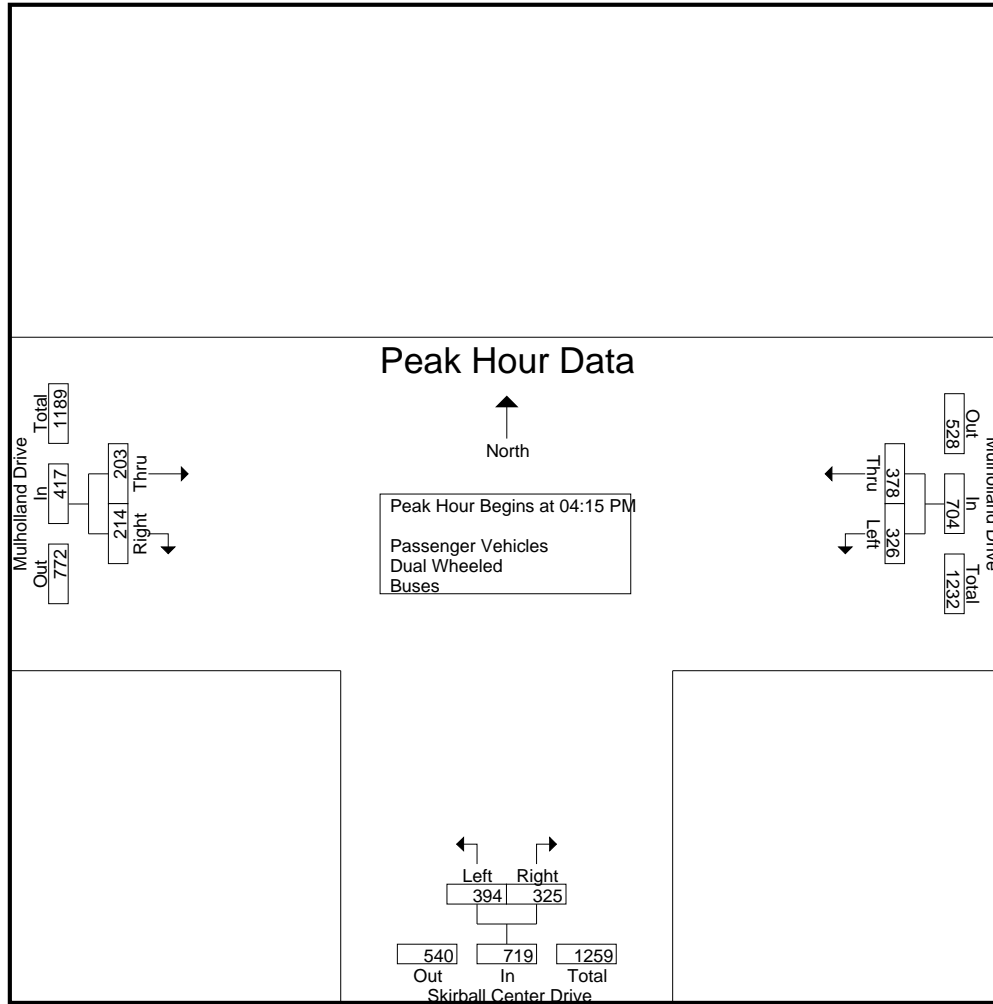 Peak Hour Data
North
Peak Hour Begins at 04:15 PM
Passenger Vehicles
Dual Wheeled
Buses
Mulholland Drive
Out
772
In
417
Total
1189
Right
214
Thru
203
Mulholland Drive
Out
528
In
704
Total
1232
Thru
378
Left
326
Left Right
394 325
540 719 1259
Out In Total
Skirball Center Drive